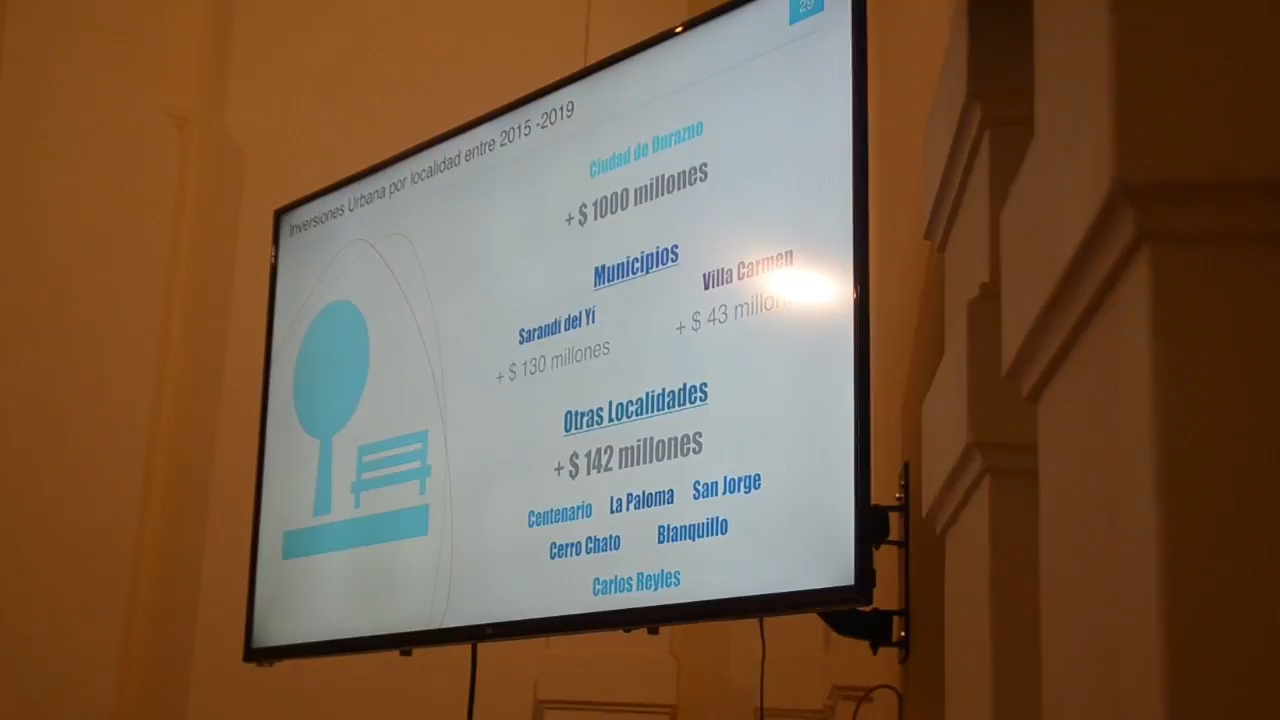 29
Inversiones Urbana por localidad entre 2015 -2019
Ciudad de Durazno
+ $ 1000 millones
Municipios
Villa Carmen
+ $ 43 millones
Sarandí del Yí
+ $ 130 millones
Otras Localidades
+ $ 142 millones
Centenario La Paloma San Jorge
Cerro Chato Blanquillo
Carlos Reyles